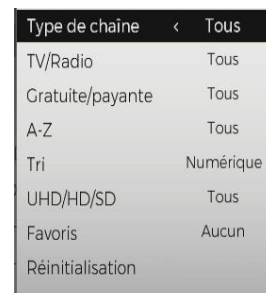 Type de chaîne < Tous
TV/Radio Tous
Gratuite/payante Tous
A-Z Tous
Tri Numérique
UHD/HD/SD Tous
Favoris Aucun
Réinitialisation